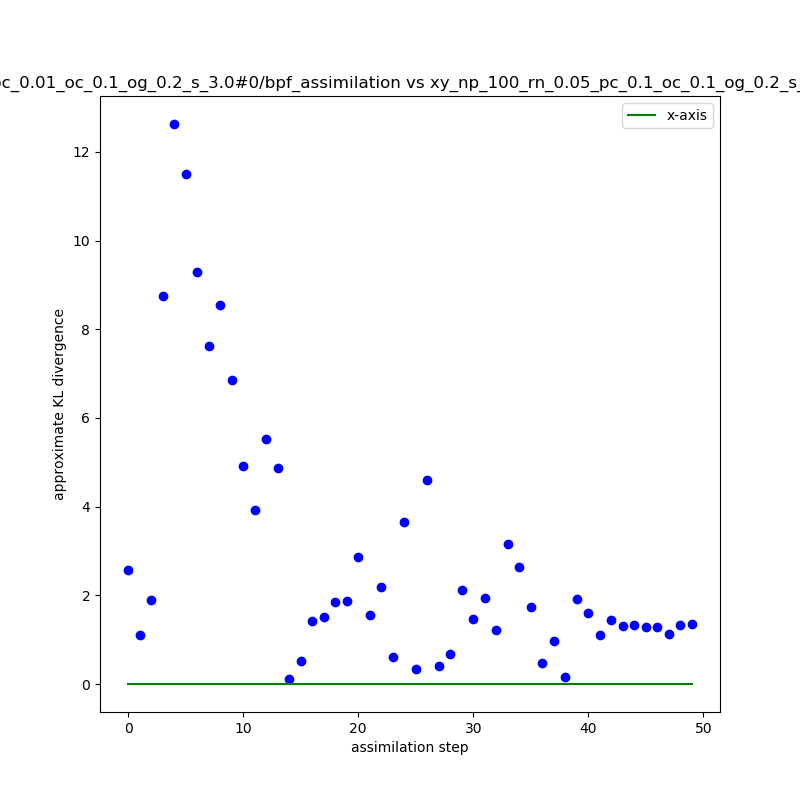 oc_0.01_oc_0.1_og_0.2_s_3.0#0/bpf_assimilation vs xy_np_100_rn_0.05_pc_0.1_oc_0.1_og_0.2_s_
x-axis
12
10
8
6
4
2
0
approximate KL divergence
0 10 20 30 40 50
assimilation step